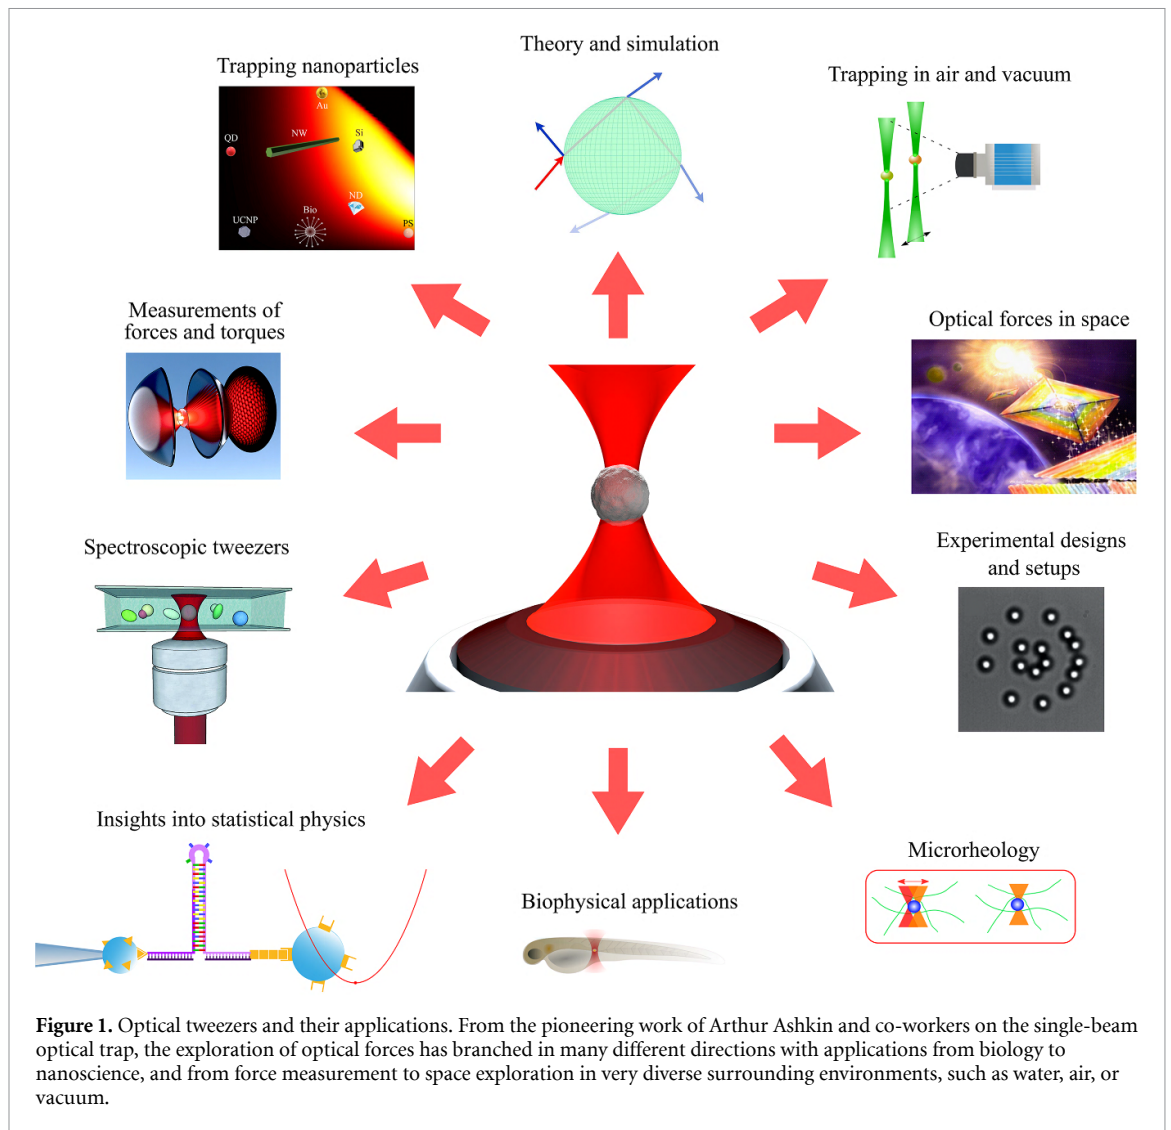 Theory and simulation
Trapping nanoparticles
Trapping in air and vacuum
Au
QD
NW
Si
ND
UCNP
Bio
PS
Measurements of
forces and torques
Optical forces in space
Spectroscopic tweezers
Experimental designs
and setups
Insights into statistical physics
Biophysical applications
Microrheology
Figure 1. Optical tweezers and their applications. From the pioneering work of Arthur Ashkin and co-workers on the single-beam
optical trap, the exploration of optical forces has branched in many different directions with applications from biology to
nanoscience, and from force measurement to space exploration in very diverse surrounding environments, such as water, air, or
vacuum.